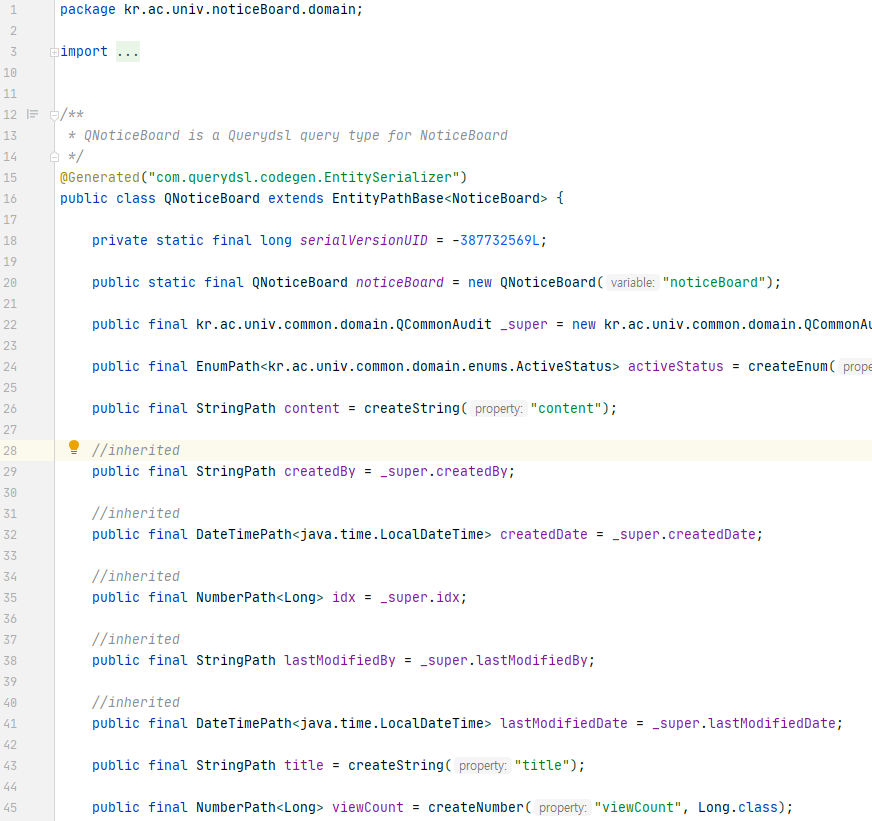 1 package kr.ac.univ.noticeBoard.domain;
2
3 import ...
10
11
12 /**
13 * QNoticeBoard is a Querydsl query type for NoticeBoard
14 */
15 @Generated("com.querydsl.codegen.EntitySerializer")
16 public class QNoticeBoard extends EntityPathBase<NoticeBoard> {
17
18 private static final long serialVersionUID = -387732569L;
19
20 public static final QNoticeBoard noticeBoard = new QNoticeBoard( variable: "noticeBoard");
21
22 public final kr.ac.univ.common.domain.QCommonAudit _super = new kr.ac.univ.common.domain.QCommonAu
23
24 public final EnumPath<kr.ac.univ.common.domain.enums.ActiveStatus> activeStatus = createEnum( prope
25
26 public final StringPath content = createString( property: "content");
27
28 //inherited
29 public final StringPath createdBy = _super.createdBy;
30
31 //inherited
32 public final DateTimePath<java.time.LocalDateTime> createdDate = _super.createdDate;
33
34 //inherited
35 public final NumberPath<Long> idx = _super.idx;
36
37 //inherited
38 public final StringPath lastModifiedBy = _super.lastModifiedBy;
39
40 //inherited
41 public final DateTimePath<java.time.LocalDateTime> lastModifiedDate = _super.lastModifiedDate;
42
43 public final StringPath title = createString( property: "title");
44
45 public final NumberPath<Long> viewCount = createNumber( property: "viewCount", Long.class);